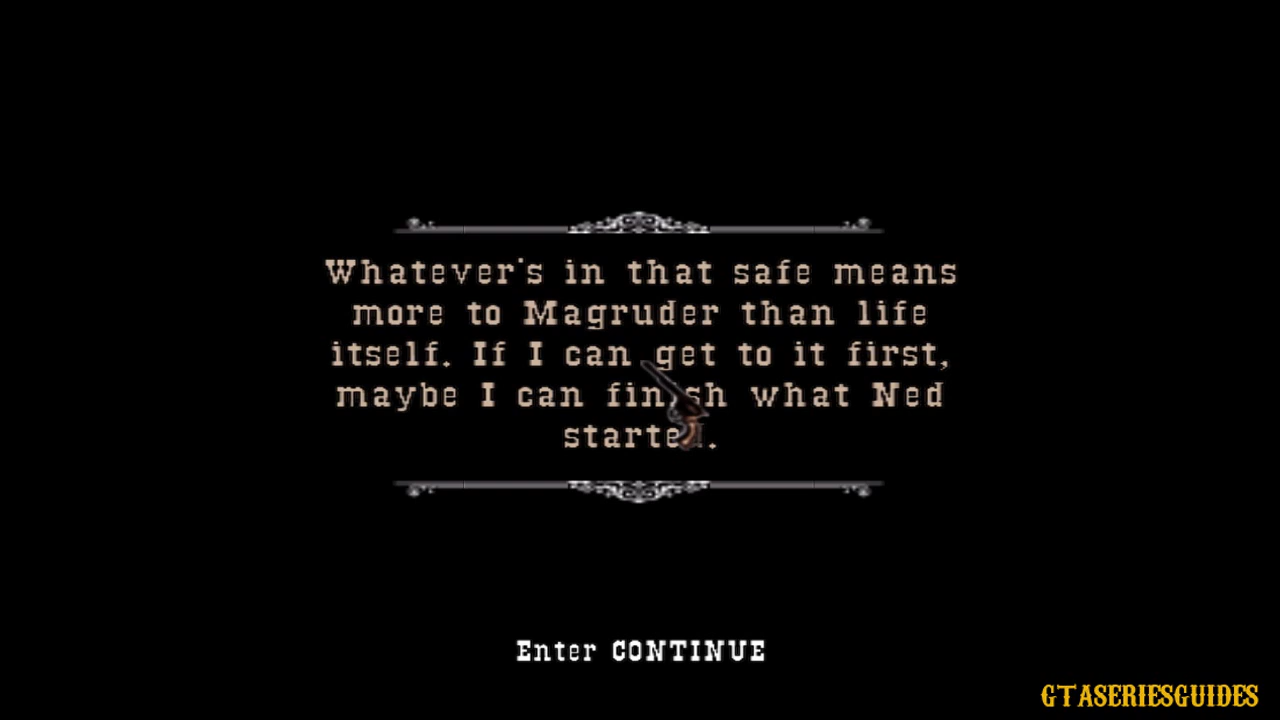 Whatever's in that safe means
more to Magruder than life
itself. If I can get to it first,
maybe I can finish what Ned
started.
Enter CONTINUE
GTASERIESGUIDES